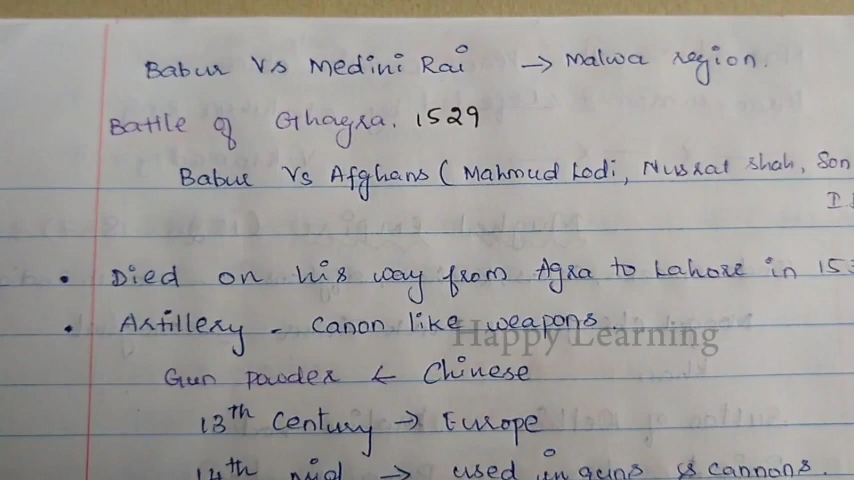 Babur Vs Medini Rai → Malwa region.
Battle of Ghagra. 1529
Babur Vs Afghans ( Mahmud Lodi, Nusrat Shah, Son
• Died on his way from Agra to Lahore in 15
• Artillery - canon like weapons.
Happy Learning
Gun powder ← Chinese
13th Century → Europe
14th mid → used in guns & cannons.